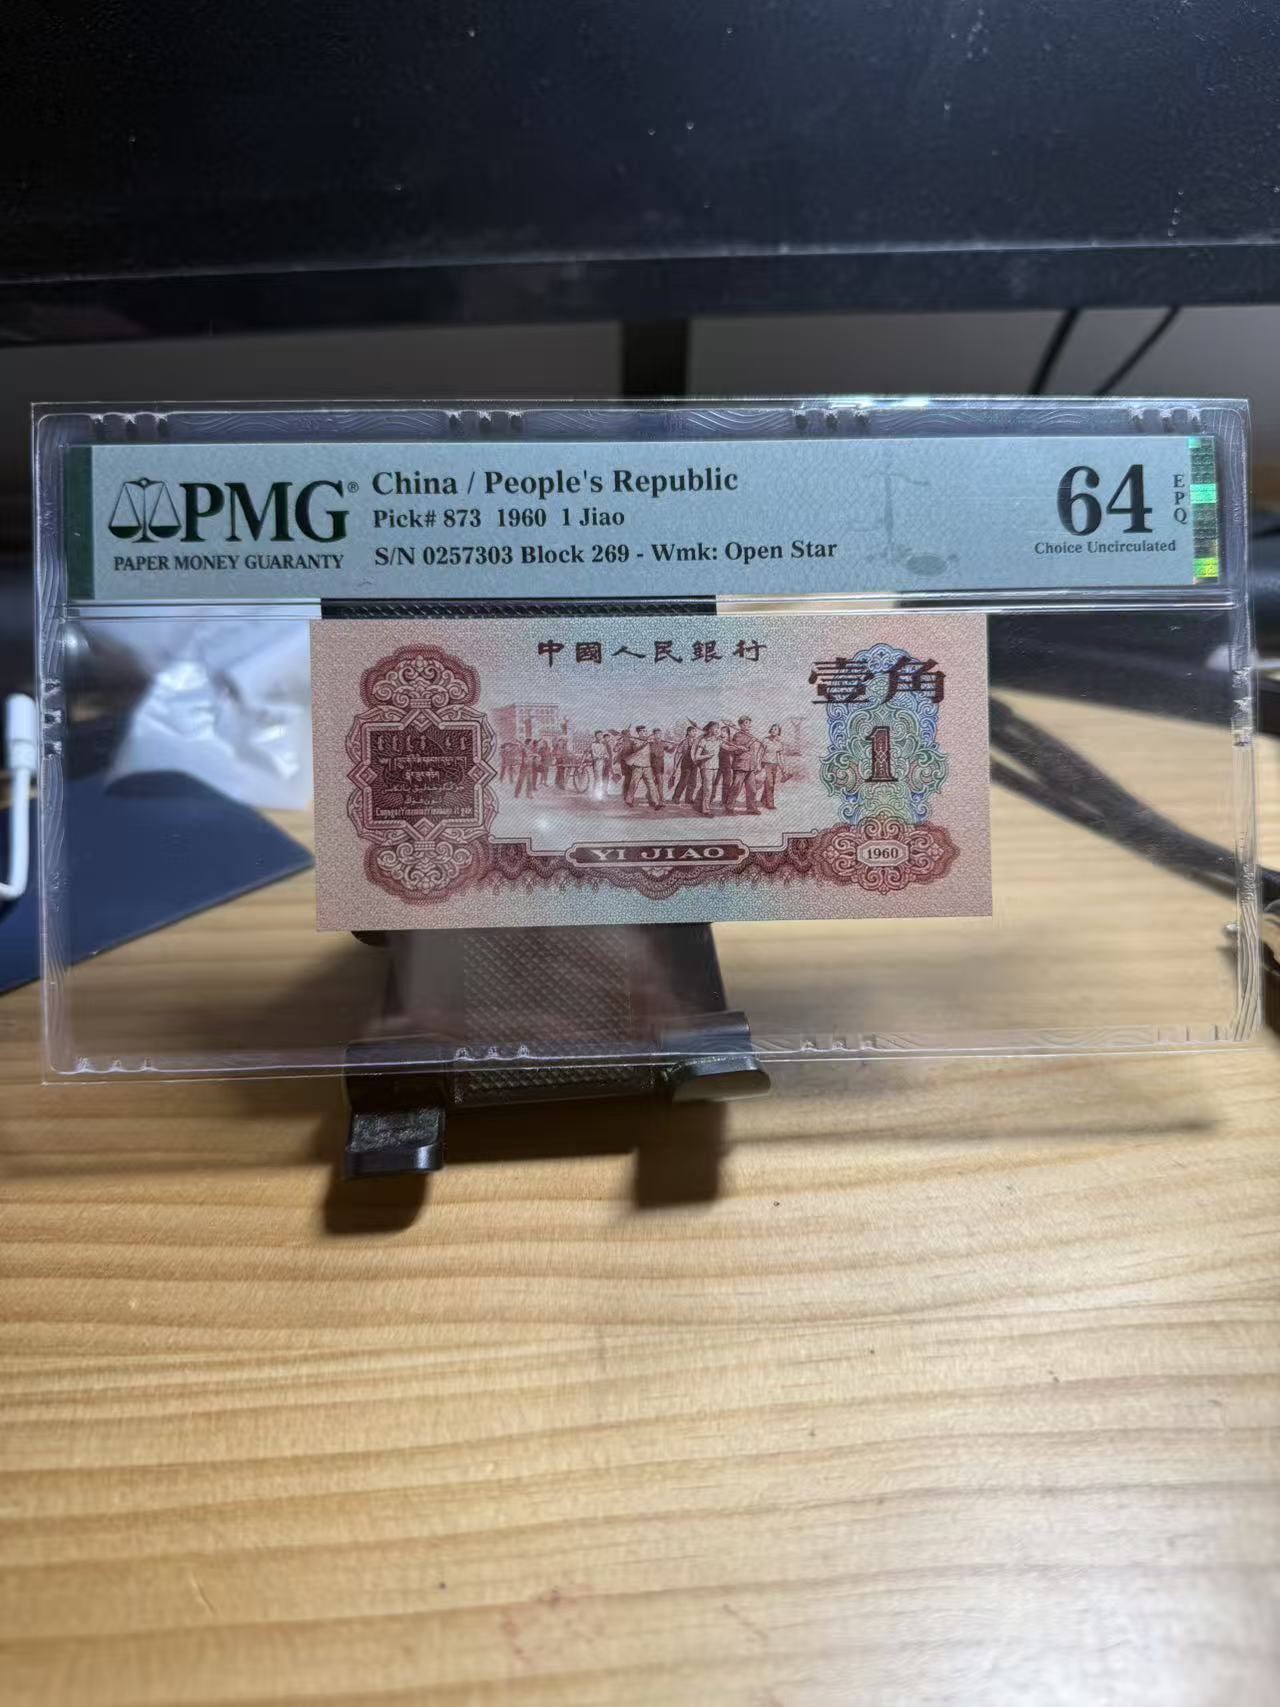 PMG®
PAPER MONEY GUARANTY
China / People's Republic
Pick# 873 1960 1 Jiao
S/N 0257303 Block 269 - Wmk: Open Star
64
EPQ
Choice Uncirculated
中國人民銀行
壹角
1
YI JIAO
1960